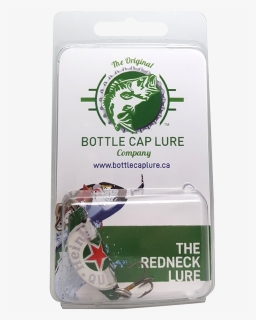 The Original
BOTTLE CAP LURE
Company
www.bottlecaplure.ca
THE
REDNECK
LURE